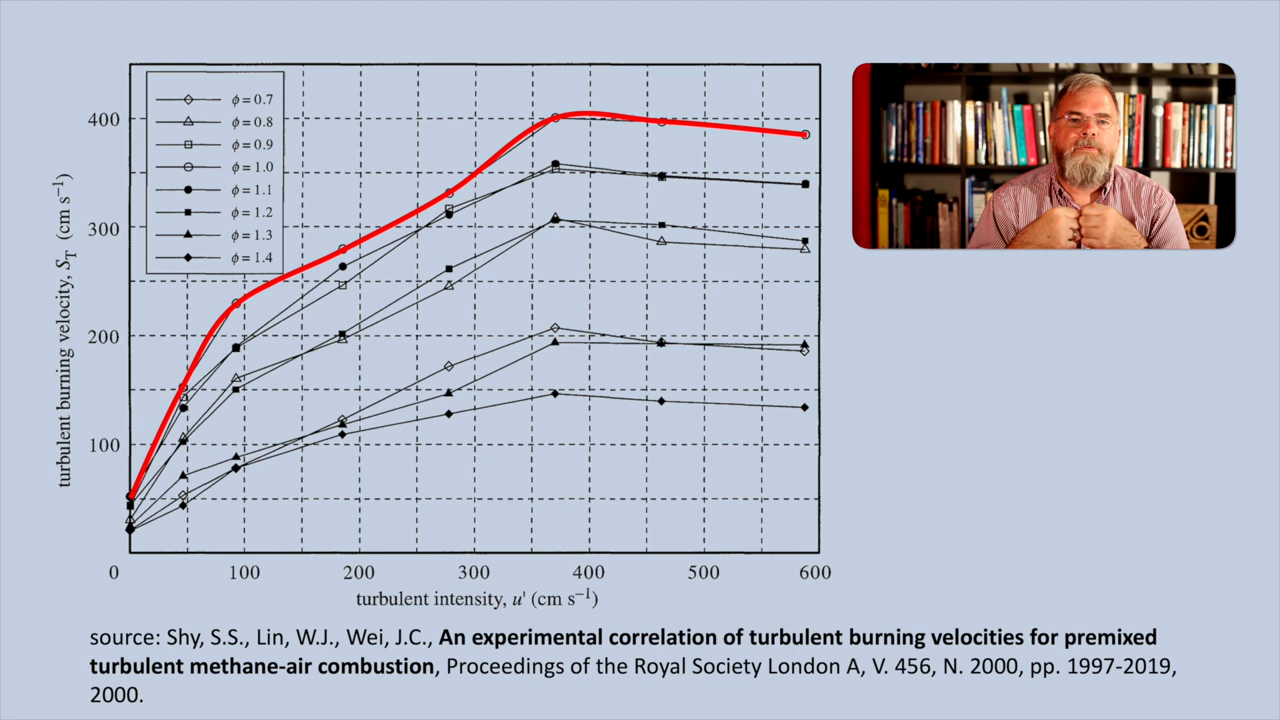 ϕ = 0.7
ϕ = 0.8
ϕ = 0.9
ϕ = 1.0
ϕ = 1.1
ϕ = 1.2
ϕ = 1.3
ϕ = 1.4
turbulent burning velocity, S_T (cm s⁻¹)
400
300
200
100
0 100 200 300 400 500 600
turbulent intensity, u' (cm s⁻¹)
source: Shy, S.S., Lin, W.J., Wei, J.C., An experimental correlation of turbulent burning velocities for premixed
turbulent methane-air combustion, Proceedings of the Royal Society London A, V. 456, N. 2000, pp. 1997-2019,
2000.